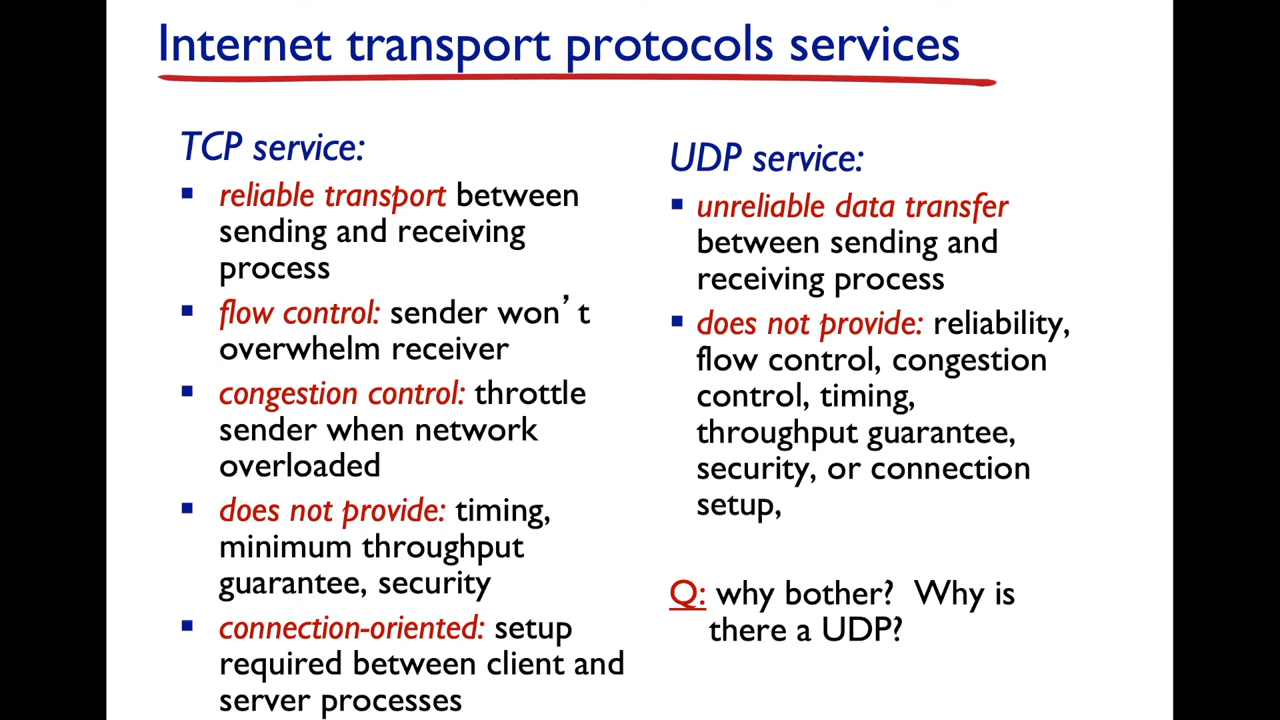 Internet transport protocols services
TCP service:
▪ reliable transport between
sending and receiving
process
▪ flow control: sender won’t
overwhelm receiver
▪ congestion control: throttle
sender when network
overloaded
▪ does not provide: timing,
minimum throughput
guarantee, security
▪ connection-oriented: setup
required between client and
server processes
UDP service:
▪ unreliable data transfer
between sending and
receiving process
▪ does not provide: reliability,
flow control, congestion
control, timing,
throughput guarantee,
security, or connection
setup,
Q: why bother? Why is
there a UDP?